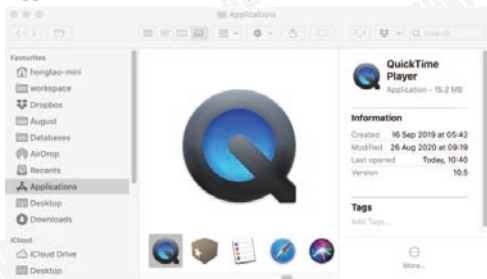 Applications
Search
Favourites
hongtao-mini
workspace
Dropbox
August
Databases
AirDrop
Recents
Applications
Desktop
Downloads
iCloud
iCloud Drive
Desktop
QuickTime
Player
Application - 15.2 MB
Information
Created 16 Sep 2019 at 05:42
Modified 26 Aug 2020 at 09:19
Last opened Today, 10:40
Version 10.5
Tags
Add Tags...
More...